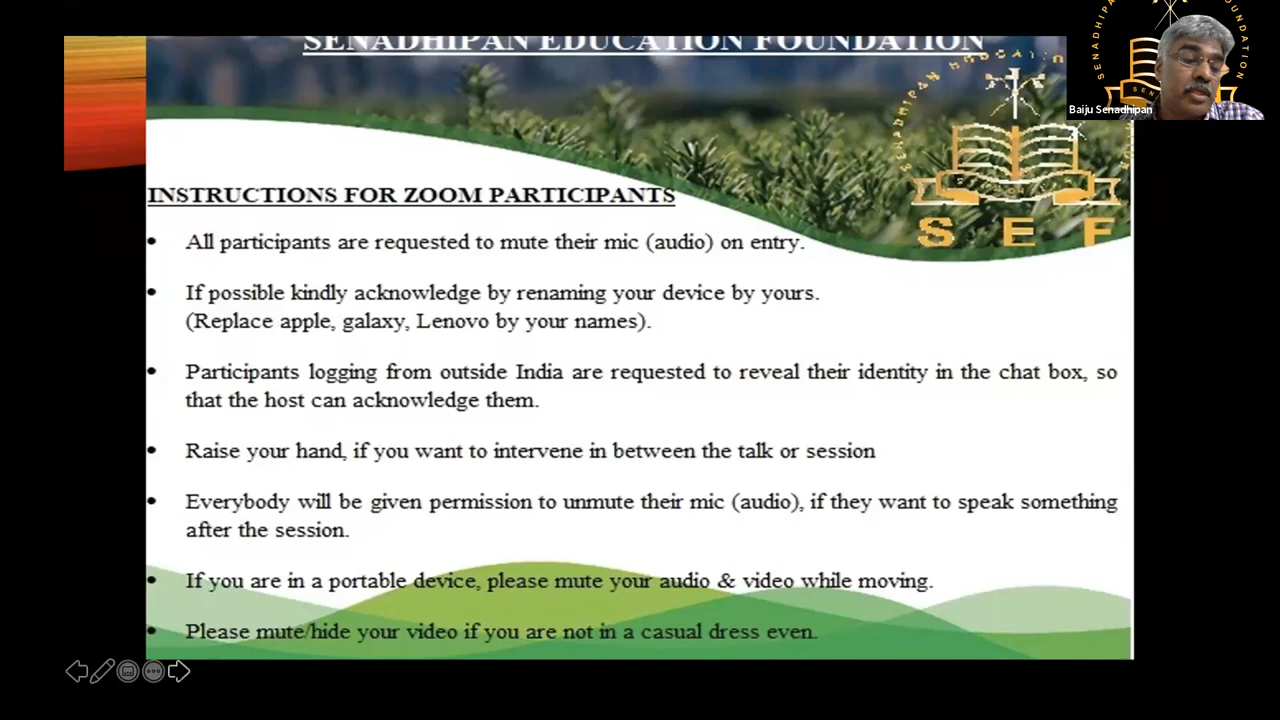 SENADHIPAN EDUCATION FOUNDATION
Baiju Senadhipan
S E F
INSTRUCTIONS FOR ZOOM PARTICIPANTS
• All participants are requested to mute their mic (audio) on entry.
• If possible kindly acknowledge by renaming your device by yours.
(Replace apple, galaxy, Lenovo by your names).
• Participants logging from outside India are requested to reveal their identity in the chat box, so
that the host can acknowledge them.
• Raise your hand, if you want to intervene in between the talk or session
• Everybody will be given permission to unmute their mic (audio), if they want to speak something
after the session.
• If you are in a portable device, please mute your audio & video while moving.
• Please mute/hide your video if you are not in a casual dress even.